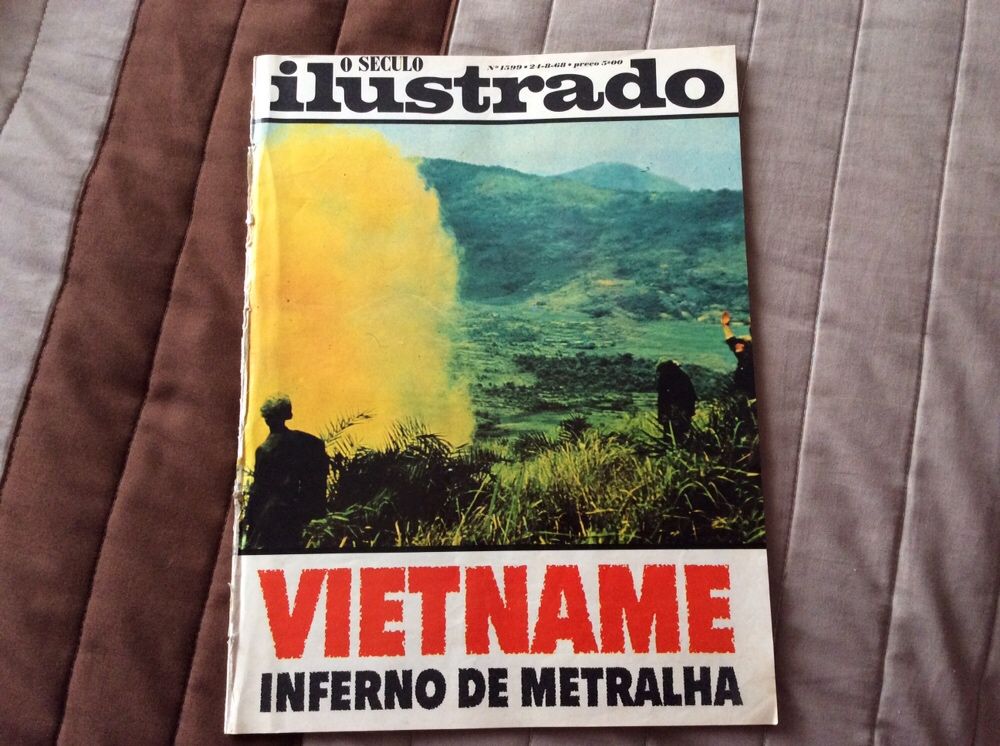 O SECULO
Nº 1599 • 24-8-68 • preço 5$00
ilustrado
VIETNAME
INFERNO DE METRALHA